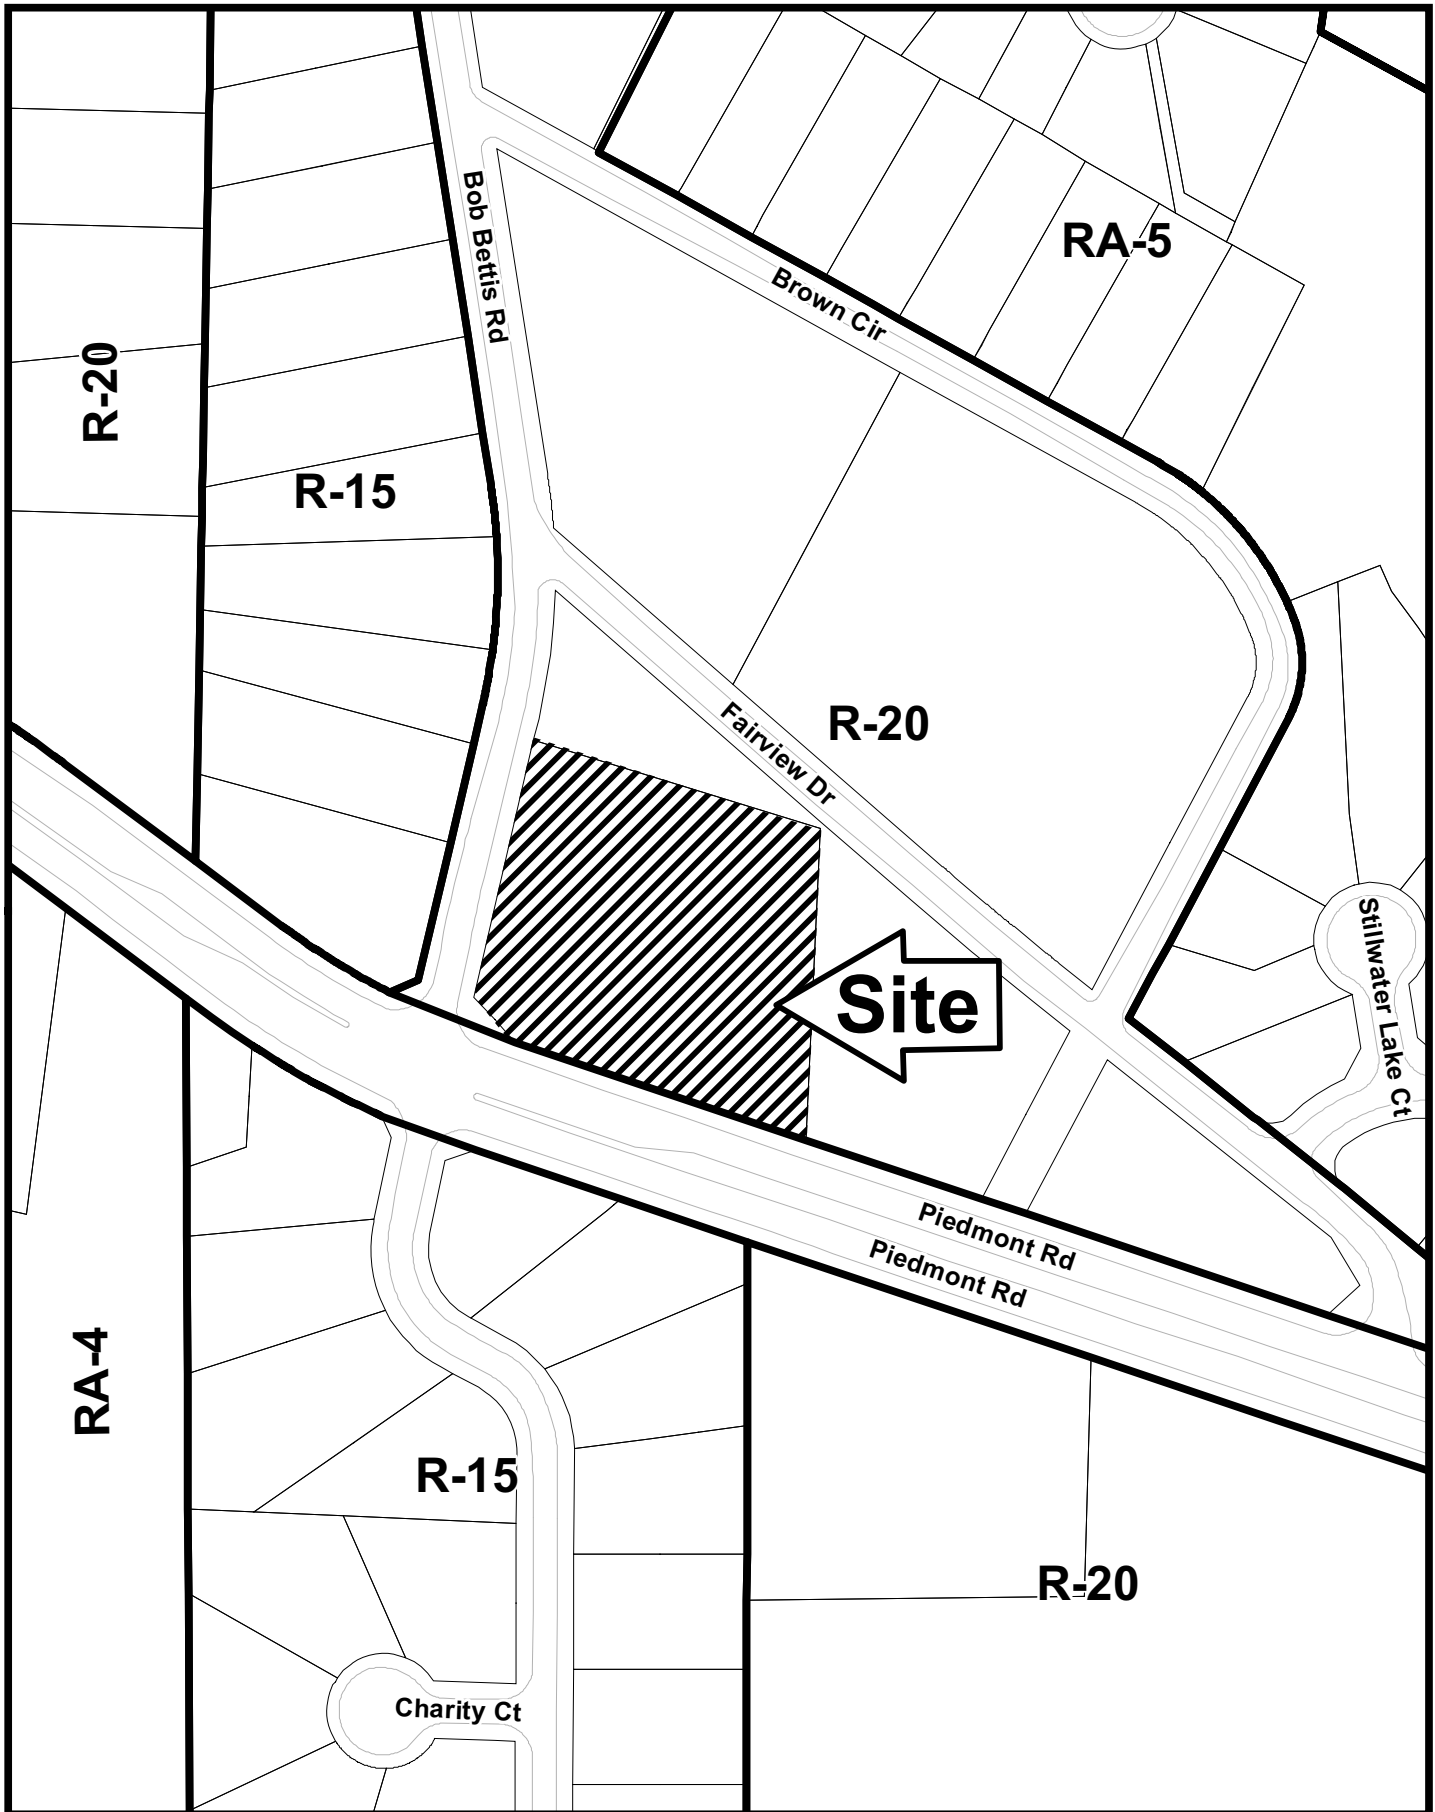 Bob Bettis Rd
RA-5
Brown Cir
R-20
R-15
R-20
Fairview Dr
Stillwater Lake Ct
Site
Piedmont Rd
Piedmont Rd
RA-4
R-15
R-20
Charity Ct